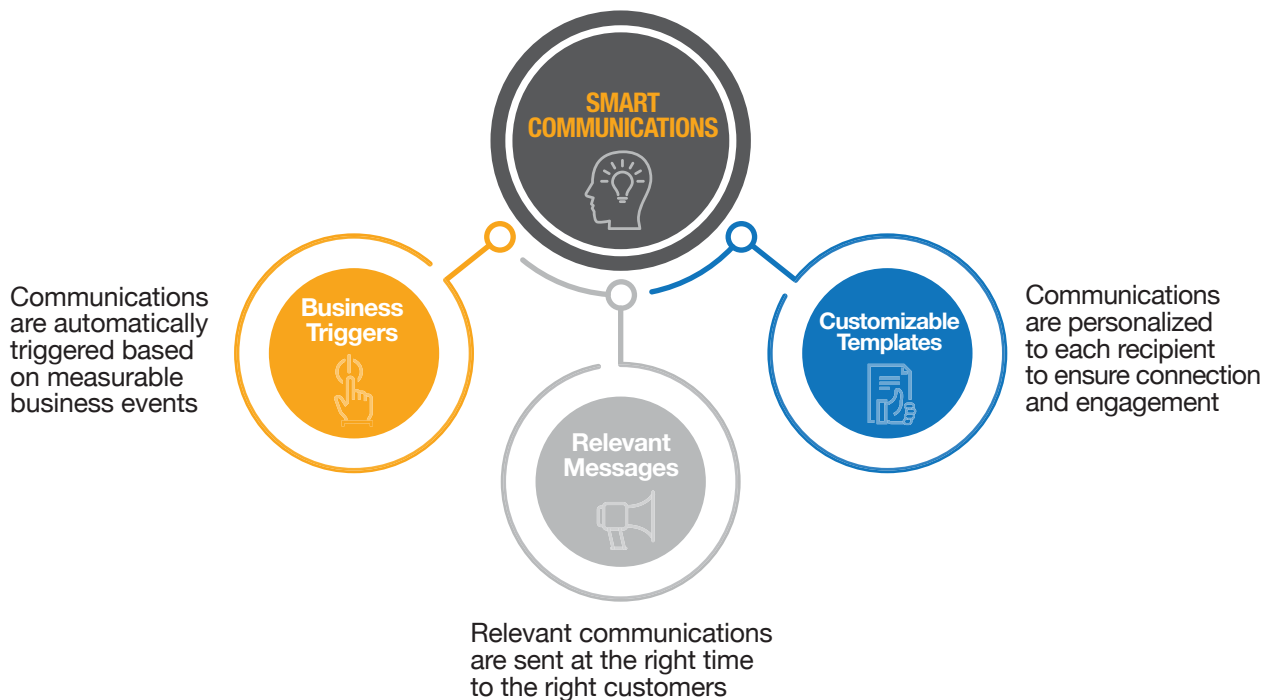 SMART
COMMUNICATIONS
Business
Triggers
Communications
are automatically
triggered based
on measurable
business events
Relevant
Messages
Relevant communications
are sent at the right time
to the right customers
Customizable
Templates
Communications
are personalized
to each recipient
to ensure connection
and engagement